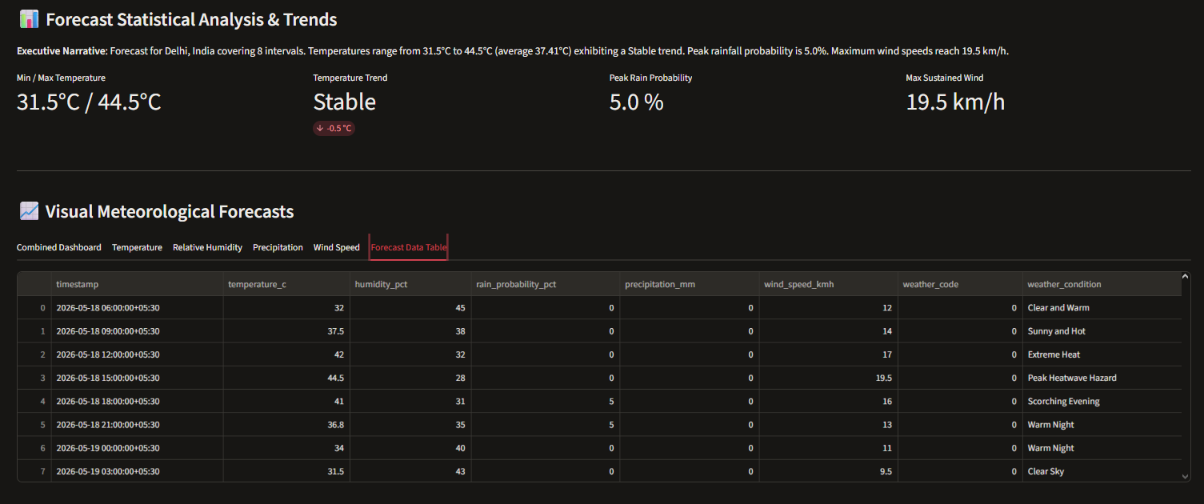 Forecast Statistical Analysis & Trends
Executive Narrative: Forecast for Delhi, India covering 8 intervals. Temperatures range from 31.5°C to 44.5°C (average 37.41°C) exhibiting a Stable trend. Peak rainfall probability is 5.0%. Maximum wind speeds reach 19.5 km/h.
Min / Max Temperature Temperature Trend Peak Rain Probability Max Sustained Wind
31.5°C / 44.5°C Stable 5.0 % 19.5 km/h
↓ -0.5 °C
Visual Meteorological Forecasts
Combined Dashboard Temperature Relative Humidity Precipitation Wind Speed Forecast Data Table
timestamp temperature_c humidity_pct rain_probability_pct precipitation_mm wind_speed_kmh weather_code weather_condition
0 2026-05-18 06:00:00+05:30 32 45 0 0 12 0 Clear and Warm
1 2026-05-18 09:00:00+05:30 37.5 38 0 0 14 0 Sunny and Hot
2 2026-05-18 12:00:00+05:30 42 32 0 0 17 0 Extreme Heat
3 2026-05-18 15:00:00+05:30 44.5 28 0 0 19.5 0 Peak Heatwave Hazard
4 2026-05-18 18:00:00+05:30 41 31 5 0 16 0 Scorching Evening
5 2026-05-18 21:00:00+05:30 36.8 35 5 0 13 0 Warm Night
6 2026-05-19 00:00:00+05:30 34 40 0 0 11 0 Warm Night
7 2026-05-19 03:00:00+05:30 31.5 43 0 0 9.5 0 Clear Sky